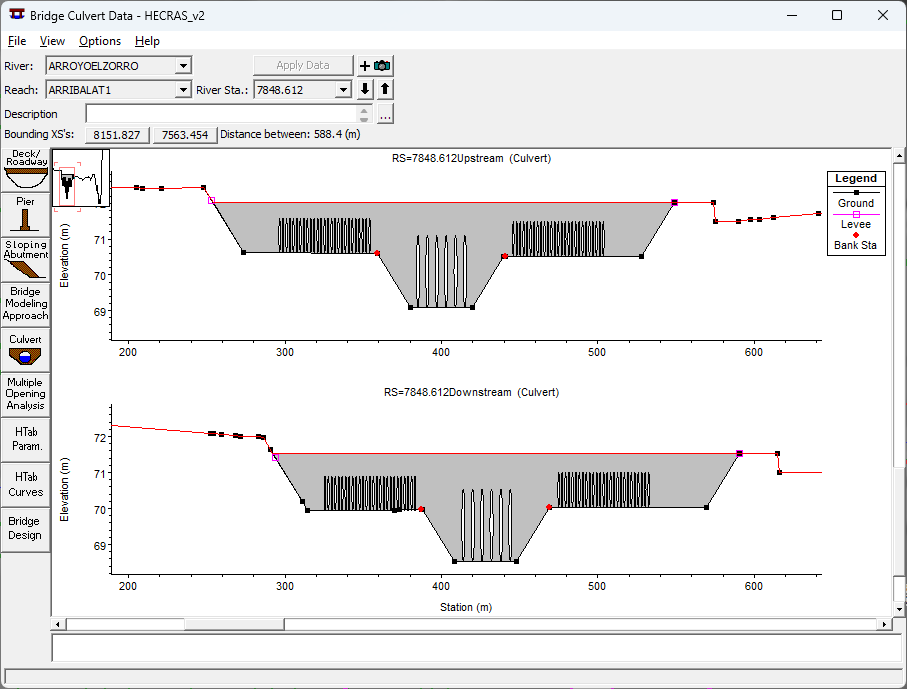 Bridge Culvert Data - HECRAS_v2
File View Options Help
River: ARROYOELZORRO Apply Data
Reach: ARRIBALAT1 River Sta.: 7848.612
Description ...
Bounding XS's: 8151.827 7563.454 Distance between: 588.4 (m)
Deck/
Roadway
Pier
Sloping
Abutment
Bridge
Modeling
Approach
Culvert
Multiple
Opening
Analysis
HTab
Param.
HTab
Curves
Bridge
Design
RS=7848.612Upstream (Culvert)
Elevation (m)
71
70
69
200 300 400 500 600
Legend
Ground
Levee
Bank Sta
RS=7848.612Downstream (Culvert)
Elevation (m)
72
71
70
69
200 300 400 500 600
Station (m)